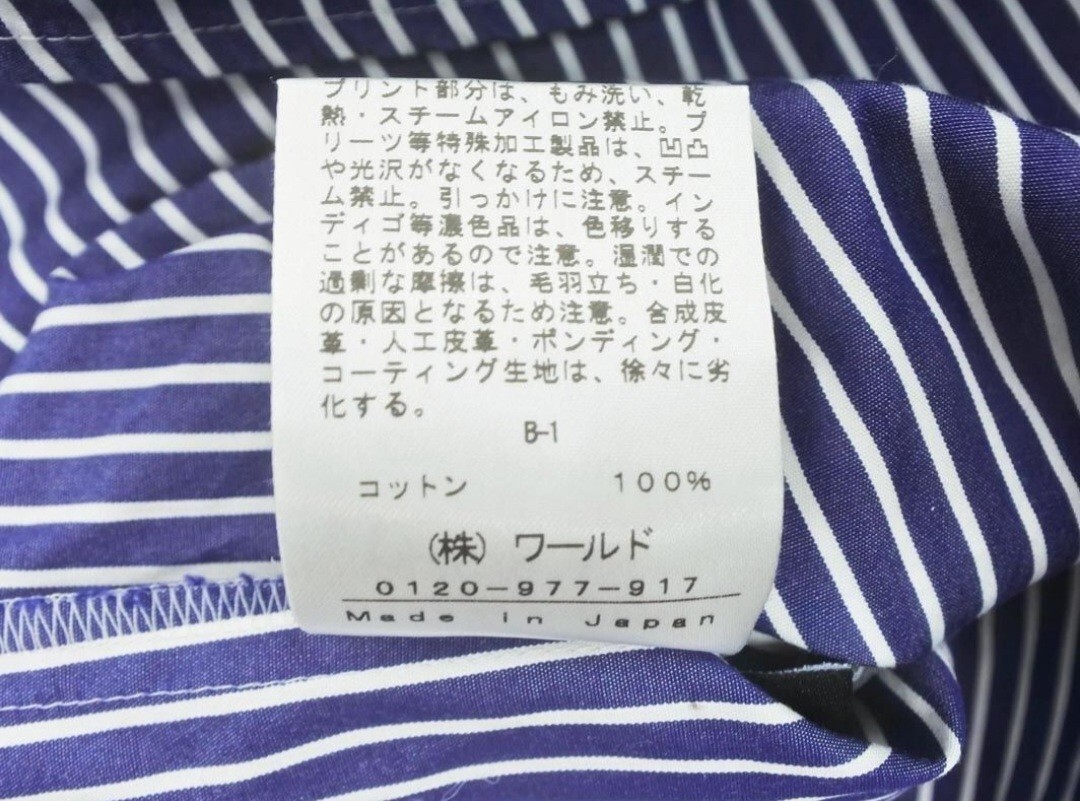 プリント部分は、もみ洗い、乾
熱・スチームアイロン禁止。プ
リーツ等特殊加工製品は、凹凸
や光沢がなくなるため、スチー
ム禁止。引っかけに注意。イン
ディゴ等濃色品は、色移りする
ことがあるので注意。湿潤での
過剰な摩擦は、毛羽立ち・白化
の原因となるため注意。合成皮
革・人工皮革・ボンディング・
コーティング生地は、徐々に劣
化する。
B-1
コットン 100%
(株) ワールド
0120-977-917
Made in Japan